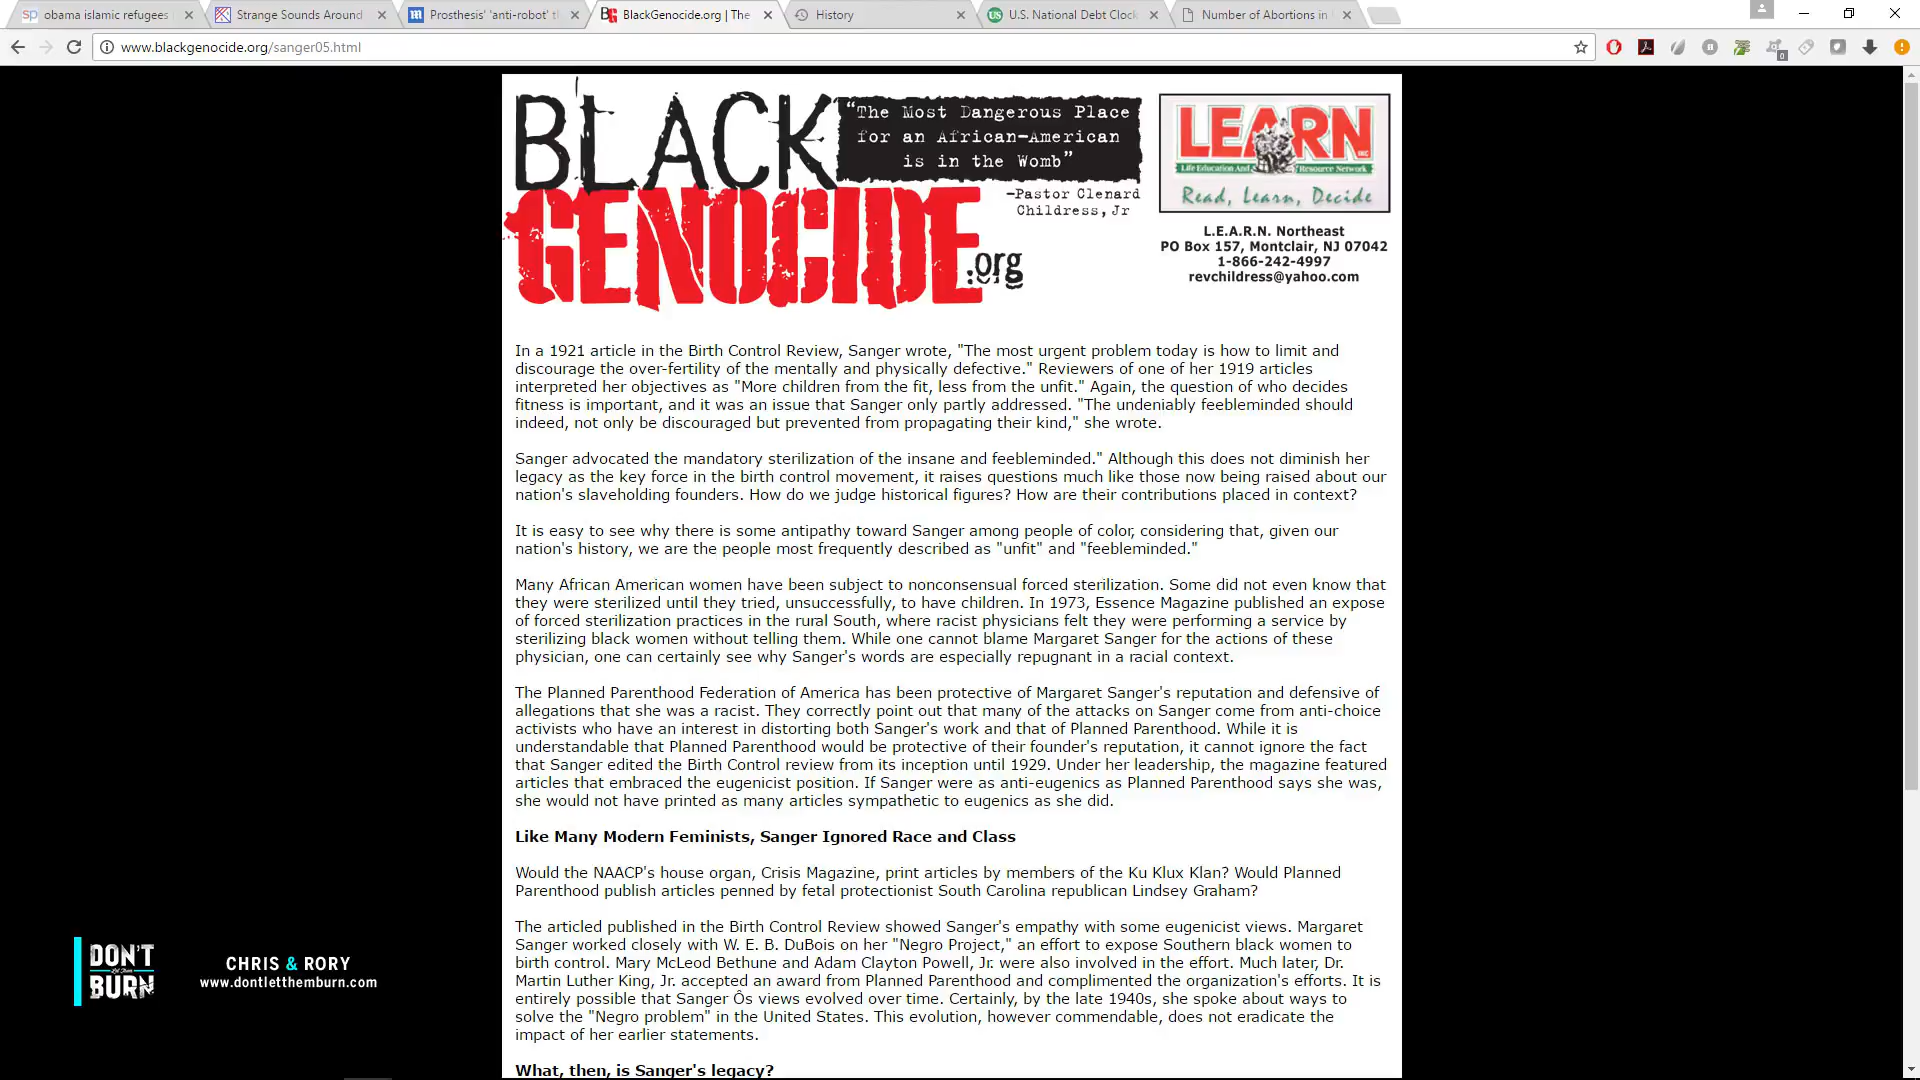 obama islamic refugees
Strange Sounds Around
Prosthesis' 'anti-robot' t
BlackGenocide.org | The
History
U.S. National Debt Clock
Number of Abortions in
www.blackgenocide.org/sanger05.html
BLACK
GENOCIDE
.org
"The Most Dangerous Place
for an African-American
is in the Womb"
-Pastor Clenard
Childress, Jr
LEARN
INC
Life Education And Resource Network
Read, Learn, Decide
L.E.A.R.N. Northeast
PO Box 157, Montclair, NJ 07042
1-866-242-4997
revchildress@yahoo.com
In a 1921 article in the Birth Control Review, Sanger wrote, "The most urgent problem today is how to limit and
discourage the over-fertility of the mentally and physically defective." Reviewers of one of her 1919 articles
interpreted her objectives as "More children from the fit, less from the unfit." Again, the question of who decides
fitness is important, and it was an issue that Sanger only partly addressed. "The undeniably feebleminded should
indeed, not only be discouraged but prevented from propagating their kind," she wrote.
Sanger advocated the mandatory sterilization of the insane and feebleminded." Although this does not diminish her
legacy as the key force in the birth control movement, it raises questions much like those now being raised about our
nation's slaveholding founders. How do we judge historical figures? How are their contributions placed in context?
It is easy to see why there is some antipathy toward Sanger among people of color, considering that, given our
nation's history, we are the people most frequently described as "unfit" and "feebleminded."
Many African American women have been subject to nonconsensual forced sterilization. Some did not even know that
they were sterilized until they tried, unsuccessfully, to have children. In 1973, Essence Magazine published an expose
of forced sterilization practices in the rural South, where racist physicians felt they were performing a service by
sterilizing black women without telling them. While one cannot blame Margaret Sanger for the actions of these
physician, one can certainly see why Sanger's words are especially repugnant in a racial context.
The Planned Parenthood Federation of America has been protective of Margaret Sanger's reputation and defensive of
allegations that she was a racist. They correctly point out that many of the attacks on Sanger come from anti-choice
activists who have an interest in distorting both Sanger's work and that of Planned Parenthood. While it is
understandable that Planned Parenthood would be protective of their founder's reputation, it cannot ignore the fact
that Sanger edited the Birth Control review from its inception until 1929. Under her leadership, the magazine featured
articles that embraced the eugenicist position. If Sanger were as anti-eugenics as Planned Parenthood says she was,
she would not have printed as many articles sympathetic to eugenics as she did.
Like Many Modern Feminists, Sanger Ignored Race and Class
Would the NAACP's house organ, Crisis Magazine, print articles by members of the Ku Klux Klan? Would Planned
Parenthood publish articles penned by fetal protectionist South Carolina republican Lindsey Graham?
The articled published in the Birth Control Review showed Sanger's empathy with some eugenicist views. Margaret
Sanger worked closely with W. E. B. DuBois on her "Negro Project," an effort to expose Southern black women to
birth control. Mary McLeod Bethune and Adam Clayton Powell, Jr. were also involved in the effort. Much later, Dr.
Martin Luther King, Jr. accepted an award from Planned Parenthood and complimented the organization's efforts. It is
entirely possible that Sanger Ôs views evolved over time. Certainly, by the late 1940s, she spoke about ways to
solve the "Negro problem" in the United States. This evolution, however commendable, does not eradicate the
impact of her earlier statements.
What, then, is Sanger's legacy?
DON'T
BURN
CHRIS & RORY
www.dontletthemburn.com